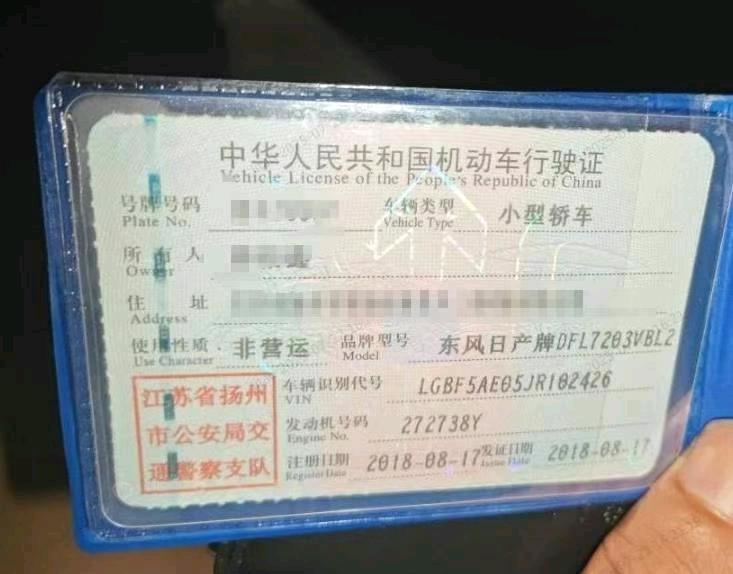 中华人民共和国机动车行驶证
Vehicle License of the People's Republic of China
号牌号码 车辆类型 小型轿车
Plate No. Vehicle Type
所有人
Owner
住址
Address
使用性质 非营运 品牌型号 东风日产牌DFL7203VBL2
Use Character Model
江苏省扬州
市公安局交
通警察支队
车辆识别代号 LGBF5AE05JR102426
VIN
发动机号码 272738Y
Engine No.
注册日期 2018-08-17 发证日期 2018-08-17
Register Date Issue Date